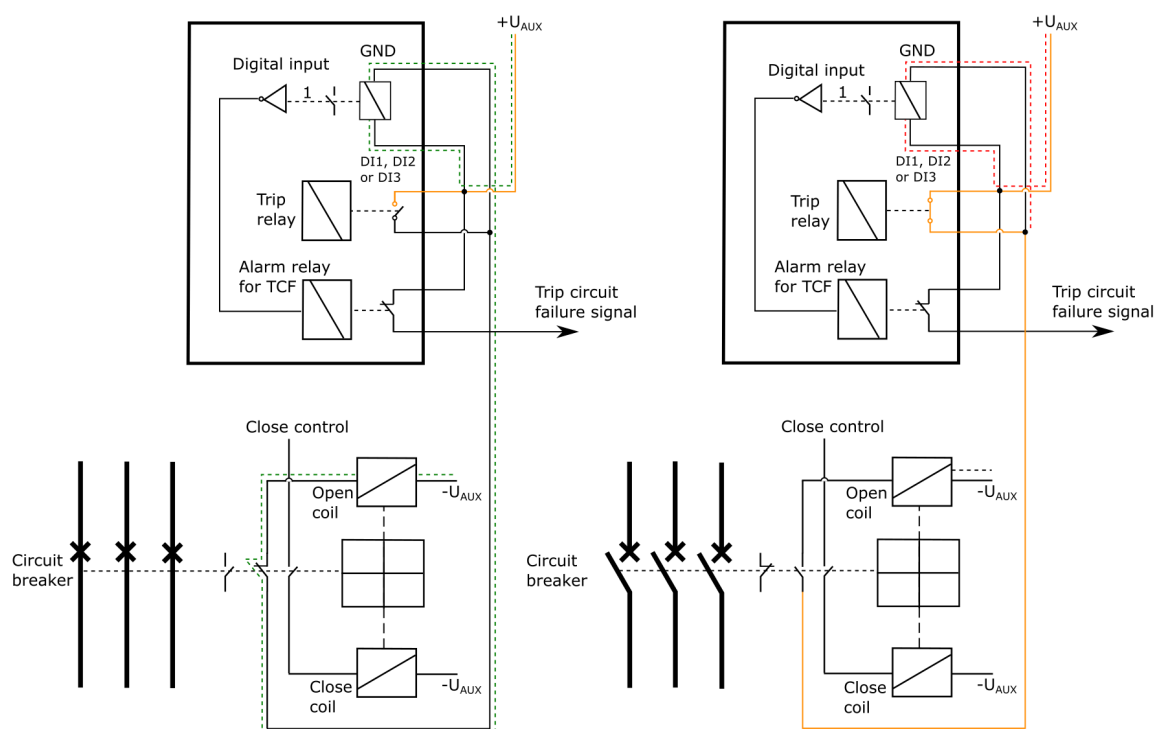 +UAUX
GND
Digital input
1
DI1, DI2
or DI3
Trip
relay
Alarm relay
for TCF
Trip circuit
failure signal
Close control
Open
coil
-UAUX
Circuit
breaker
Close
coil
-UAUX
+UAUX
GND
Digital input
1
DI1, DI2
or DI3
Trip
relay
Alarm relay
for TCF
Trip circuit
failure signal
Close control
Open
coil
-UAUX
Circuit
breaker
Close
coil
-UAUX